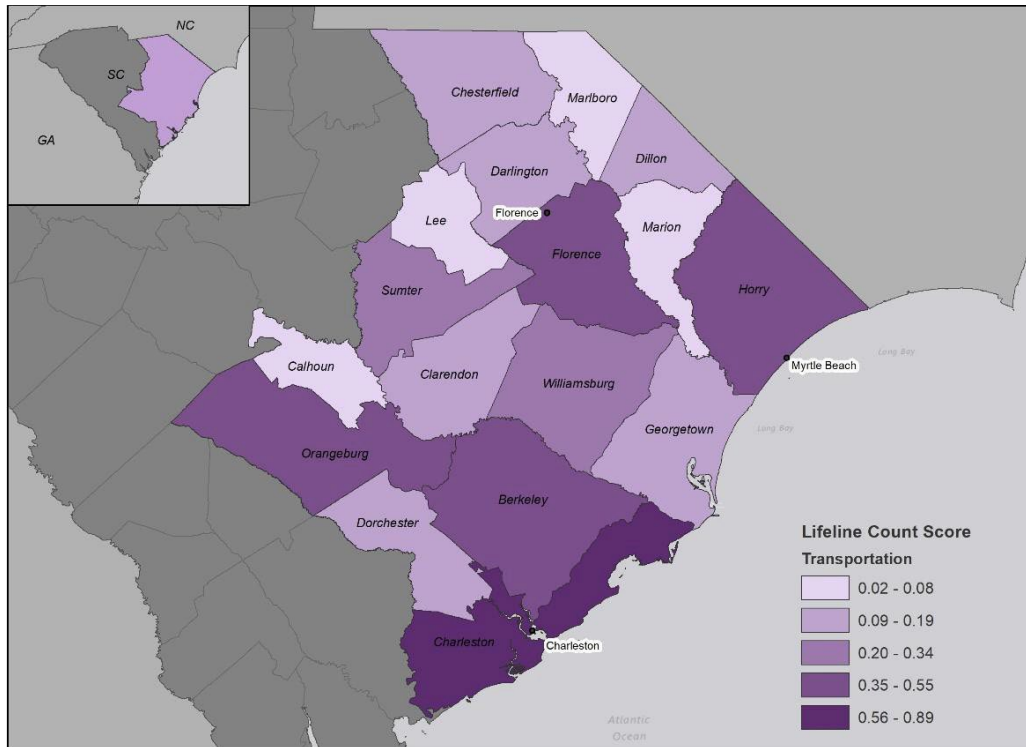 NC
SC
GA
Chesterfield
Marlboro
Dillon
Darlington
Lee
Florence
Florence
Marion
Horry
Sumter
Calhoun
Clarendon
Williamsburg
Long Bay
Myrtle Beach
Georgetown
Long Bay
Orangeburg
Berkeley
Dorchester
Charleston
Charleston
Atlantic
Ocean
Lifeline Count Score
Transportation
0.02 - 0.08
0.09 - 0.19
0.20 - 0.34
0.35 - 0.55
0.56 - 0.89